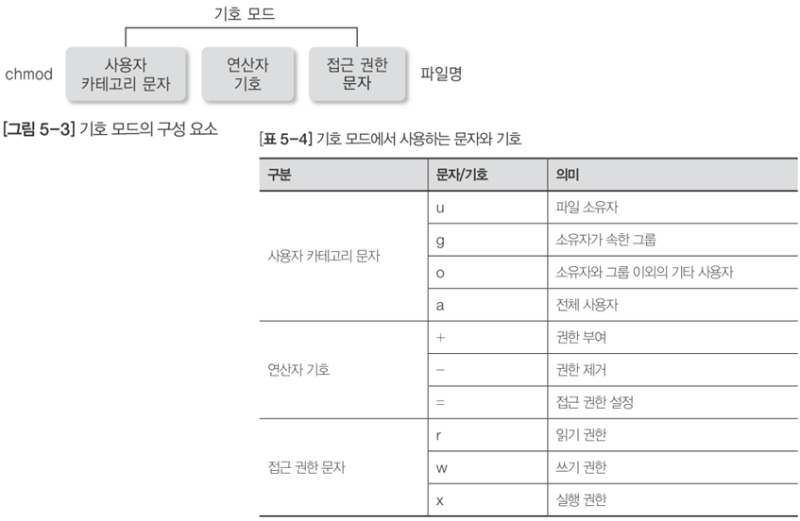 기호 모드
chmod
사용자
카테고리 문자
연산자
기호
접근 권한
문자
파일명
[그림 5-3] 기호 모드의 구성 요소
[표 5-4] 기호 모드에서 사용하는 문자와 기호
구분 문자/기호 의미
사용자 카테고리 문자
u 파일 소유자
g 소유자가 속한 그룹
o 소유자와 그룹 이외의 기타 사용자
a 전체 사용자
연산자 기호
+ 권한 부여
- 권한 제거
= 접근 권한 설정
접근 권한 문자
r 읽기 권한
w 쓰기 권한
x 실행 권한